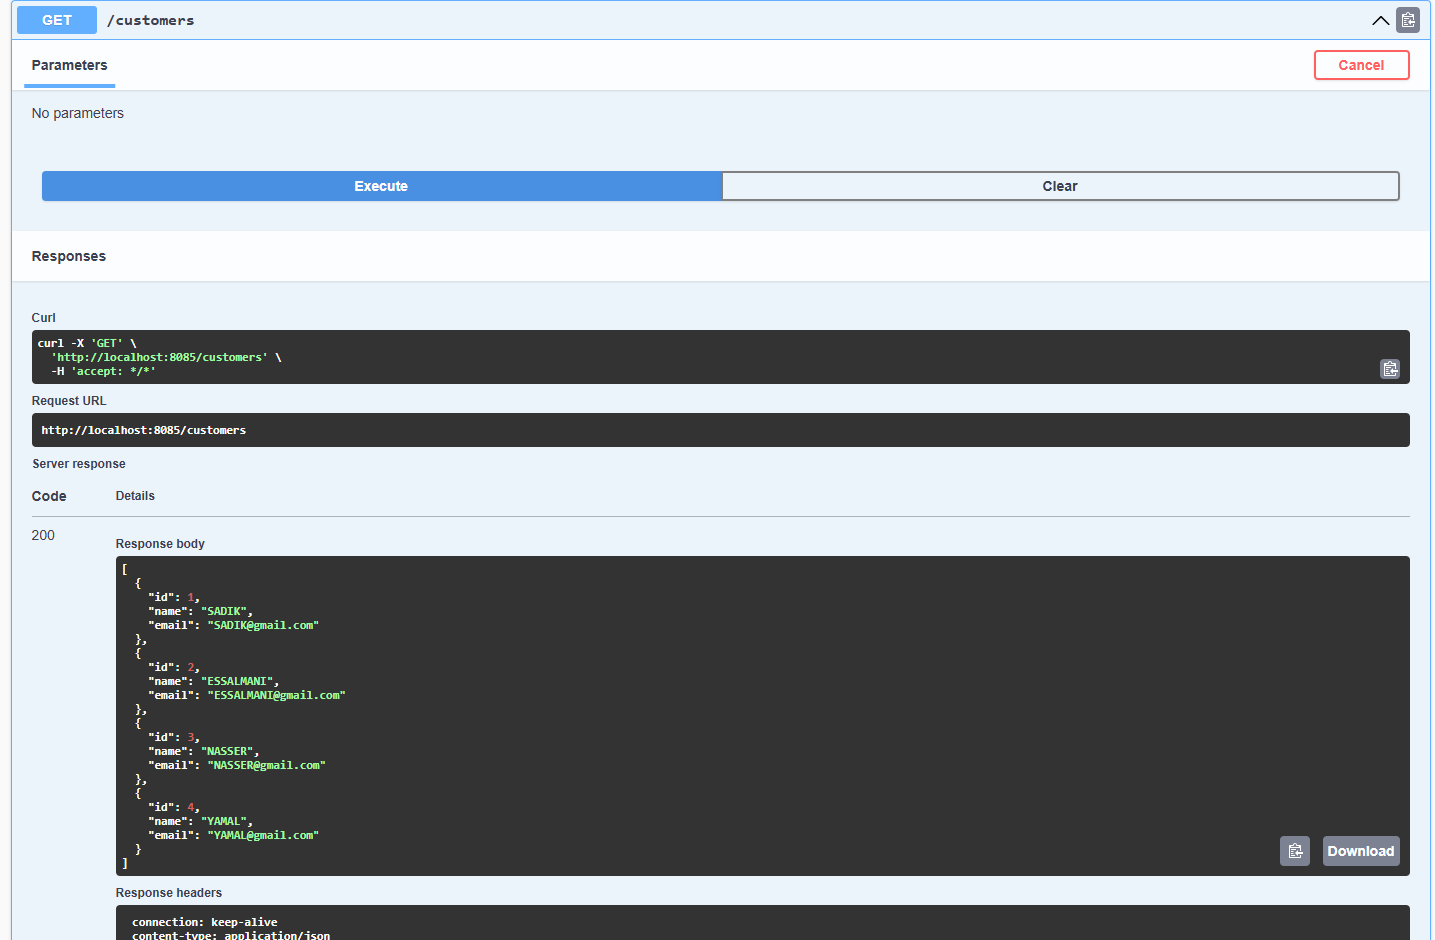 GET /customers
Parameters
Cancel
No parameters
Execute
Clear
Responses
Curl
curl -X 'GET' \
  'http://localhost:8085/customers' \
  -H 'accept: */*'
Request URL
http://localhost:8085/customers
Server response
Code Details
200
Response body
[
  {
    "id": 1,
    "name": "SADIK",
    "email": "SADIK@gmail.com"
  },
  {
    "id": 2,
    "name": "ESSALMANI",
    "email": "ESSALMANI@gmail.com"
  },
  {
    "id": 3,
    "name": "NASSER",
    "email": "NASSER@gmail.com"
  },
  {
    "id": 4,
    "name": "YAMAL",
    "email": "YAMAL@gmail.com"
  }
]
Download
Response headers
connection: keep-alive
content-type: application/json